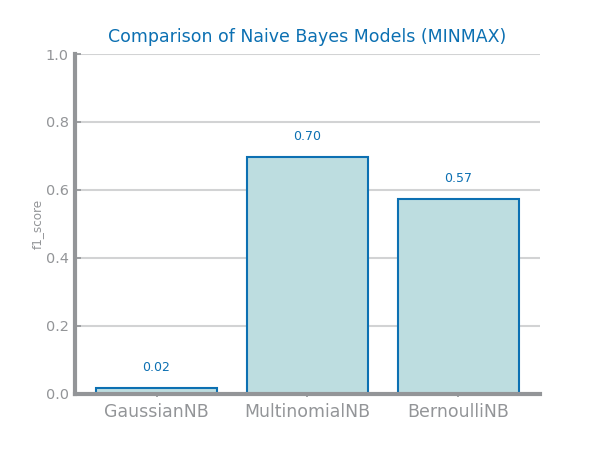 Comparison of Naive Bayes Models (MINMAX)
f1_score
1.0
0.8
0.6
0.4
0.2
0.0
0.02
0.70
0.57
GaussianNB
MultinomialNB
BernoulliNB